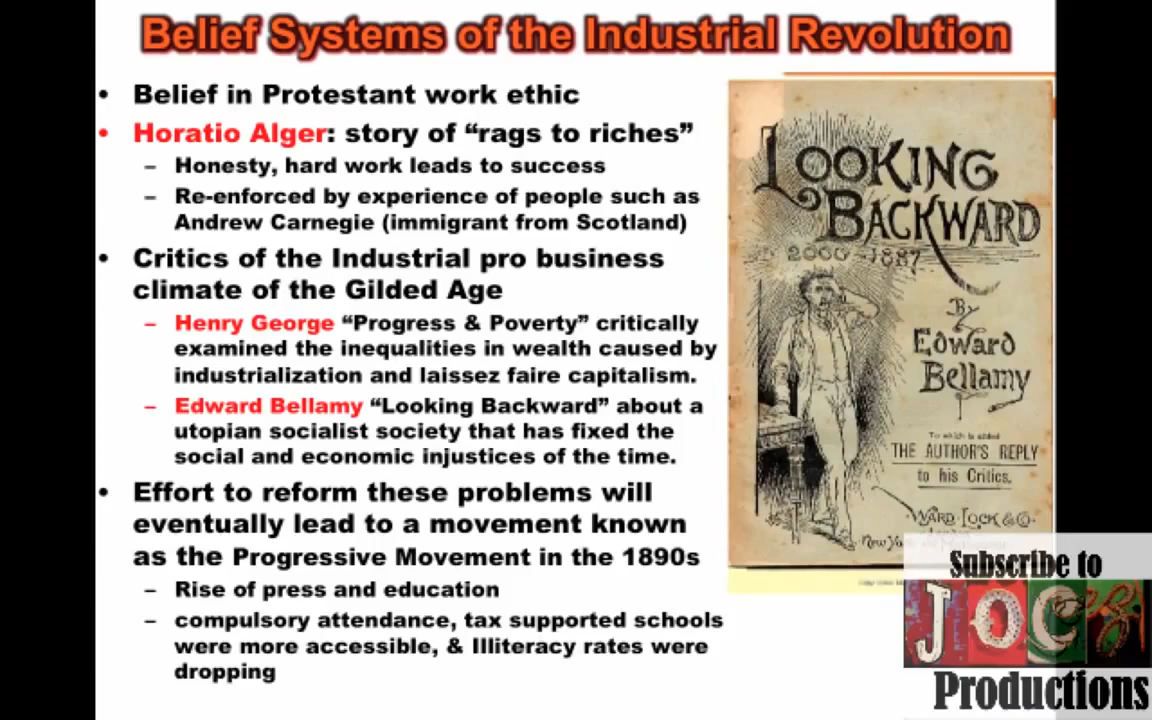 Belief Systems of the Industrial Revolution
• Belief in Protestant work ethic
• Horatio Alger: story of “rags to riches”
– Honesty, hard work leads to success
– Re-enforced by experience of people such as
Andrew Carnegie (immigrant from Scotland)
• Critics of the Industrial pro business
climate of the Gilded Age
– Henry George “Progress & Poverty” critically
examined the inequalities in wealth caused by
industrialization and laissez faire capitalism.
– Edward Bellamy “Looking Backward” about a
utopian socialist society that has fixed the
social and economic injustices of the time.
• Effort to reform these problems will
eventually lead to a movement known
as the Progressive Movement in the 1890s
– Rise of press and education
– compulsory attendance, tax supported schools
were more accessible, & Illiteracy rates were
dropping
LOOKING
BACKWARD
2000-1887
By
Edward
Bellamy
To which is added
THE AUTHOR'S REPLY
to his Critics.
WARD·LOCK & CO.
Subscribe to
JOCZ
Productions